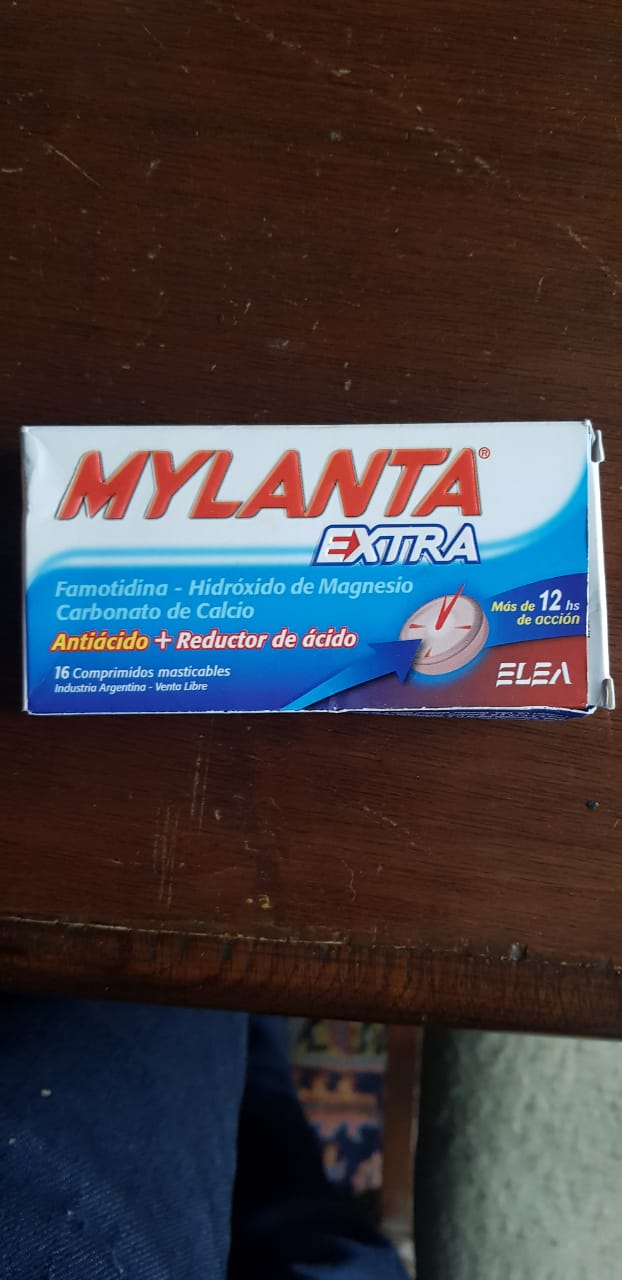 MYLANTA®
EXTRA
Famotidina - Hidróxido de Magnesio
Carbonato de Calcio
Antiácido + Reductor de ácido
Más de 12 hs
de acción
16 Comprimidos masticables
Industria Argentina - Venta Libre
ELEA